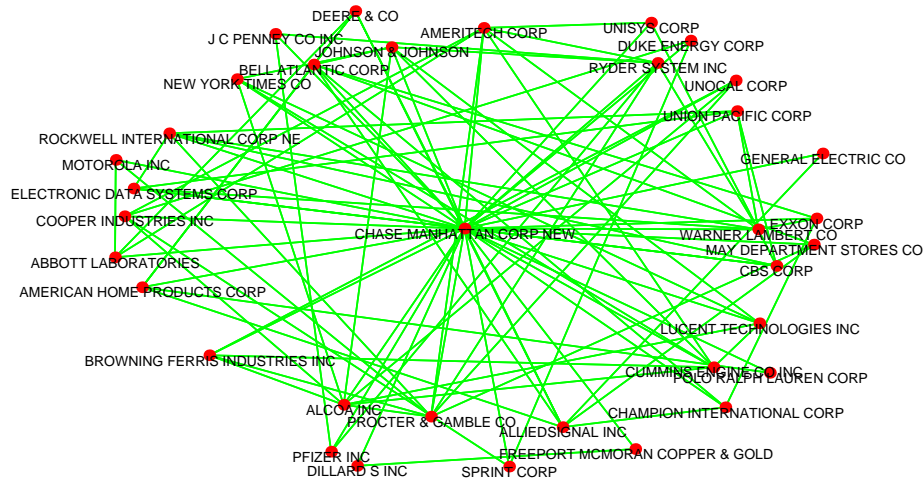 DEERE & CO
J C PENNEY CO INC
AMERITECH CORP
UNISYS CORP
DUKE ENERGY CORP
JOHNSON & JOHNSON
BELL ATLANTIC CORP
RYDER SYSTEM INC
NEW YORK TIMES CO
UNOCAL CORP
UNION PACIFIC CORP
ROCKWELL INTERNATIONAL CORP NE
MOTOROLA INC
GENERAL ELECTRIC CO
ELECTRONIC DATA SYSTEMS CORP
COOPER INDUSTRIES INC
EXXON CORP
CHASE MANHATTAN CORP NEW
WARNER LAMBERT CO
MAY DEPARTMENT STORES CO
ABBOTT LABORATORIES
CBS CORP
AMERICAN HOME PRODUCTS CORP
LUCENT TECHNOLOGIES INC
BROWNING FERRIS INDUSTRIES INC
CUMMINS ENGINE CO INC
POLO RALPH LAUREN CORP
ALCOA INC
PROCTER & GAMBLE CO
CHAMPION INTERNATIONAL CORP
ALLIEDSIGNAL INC
FREEPORT MCMORAN COPPER & GOLD
PFIZER INC
DILLARD S INC
SPRINT CORP